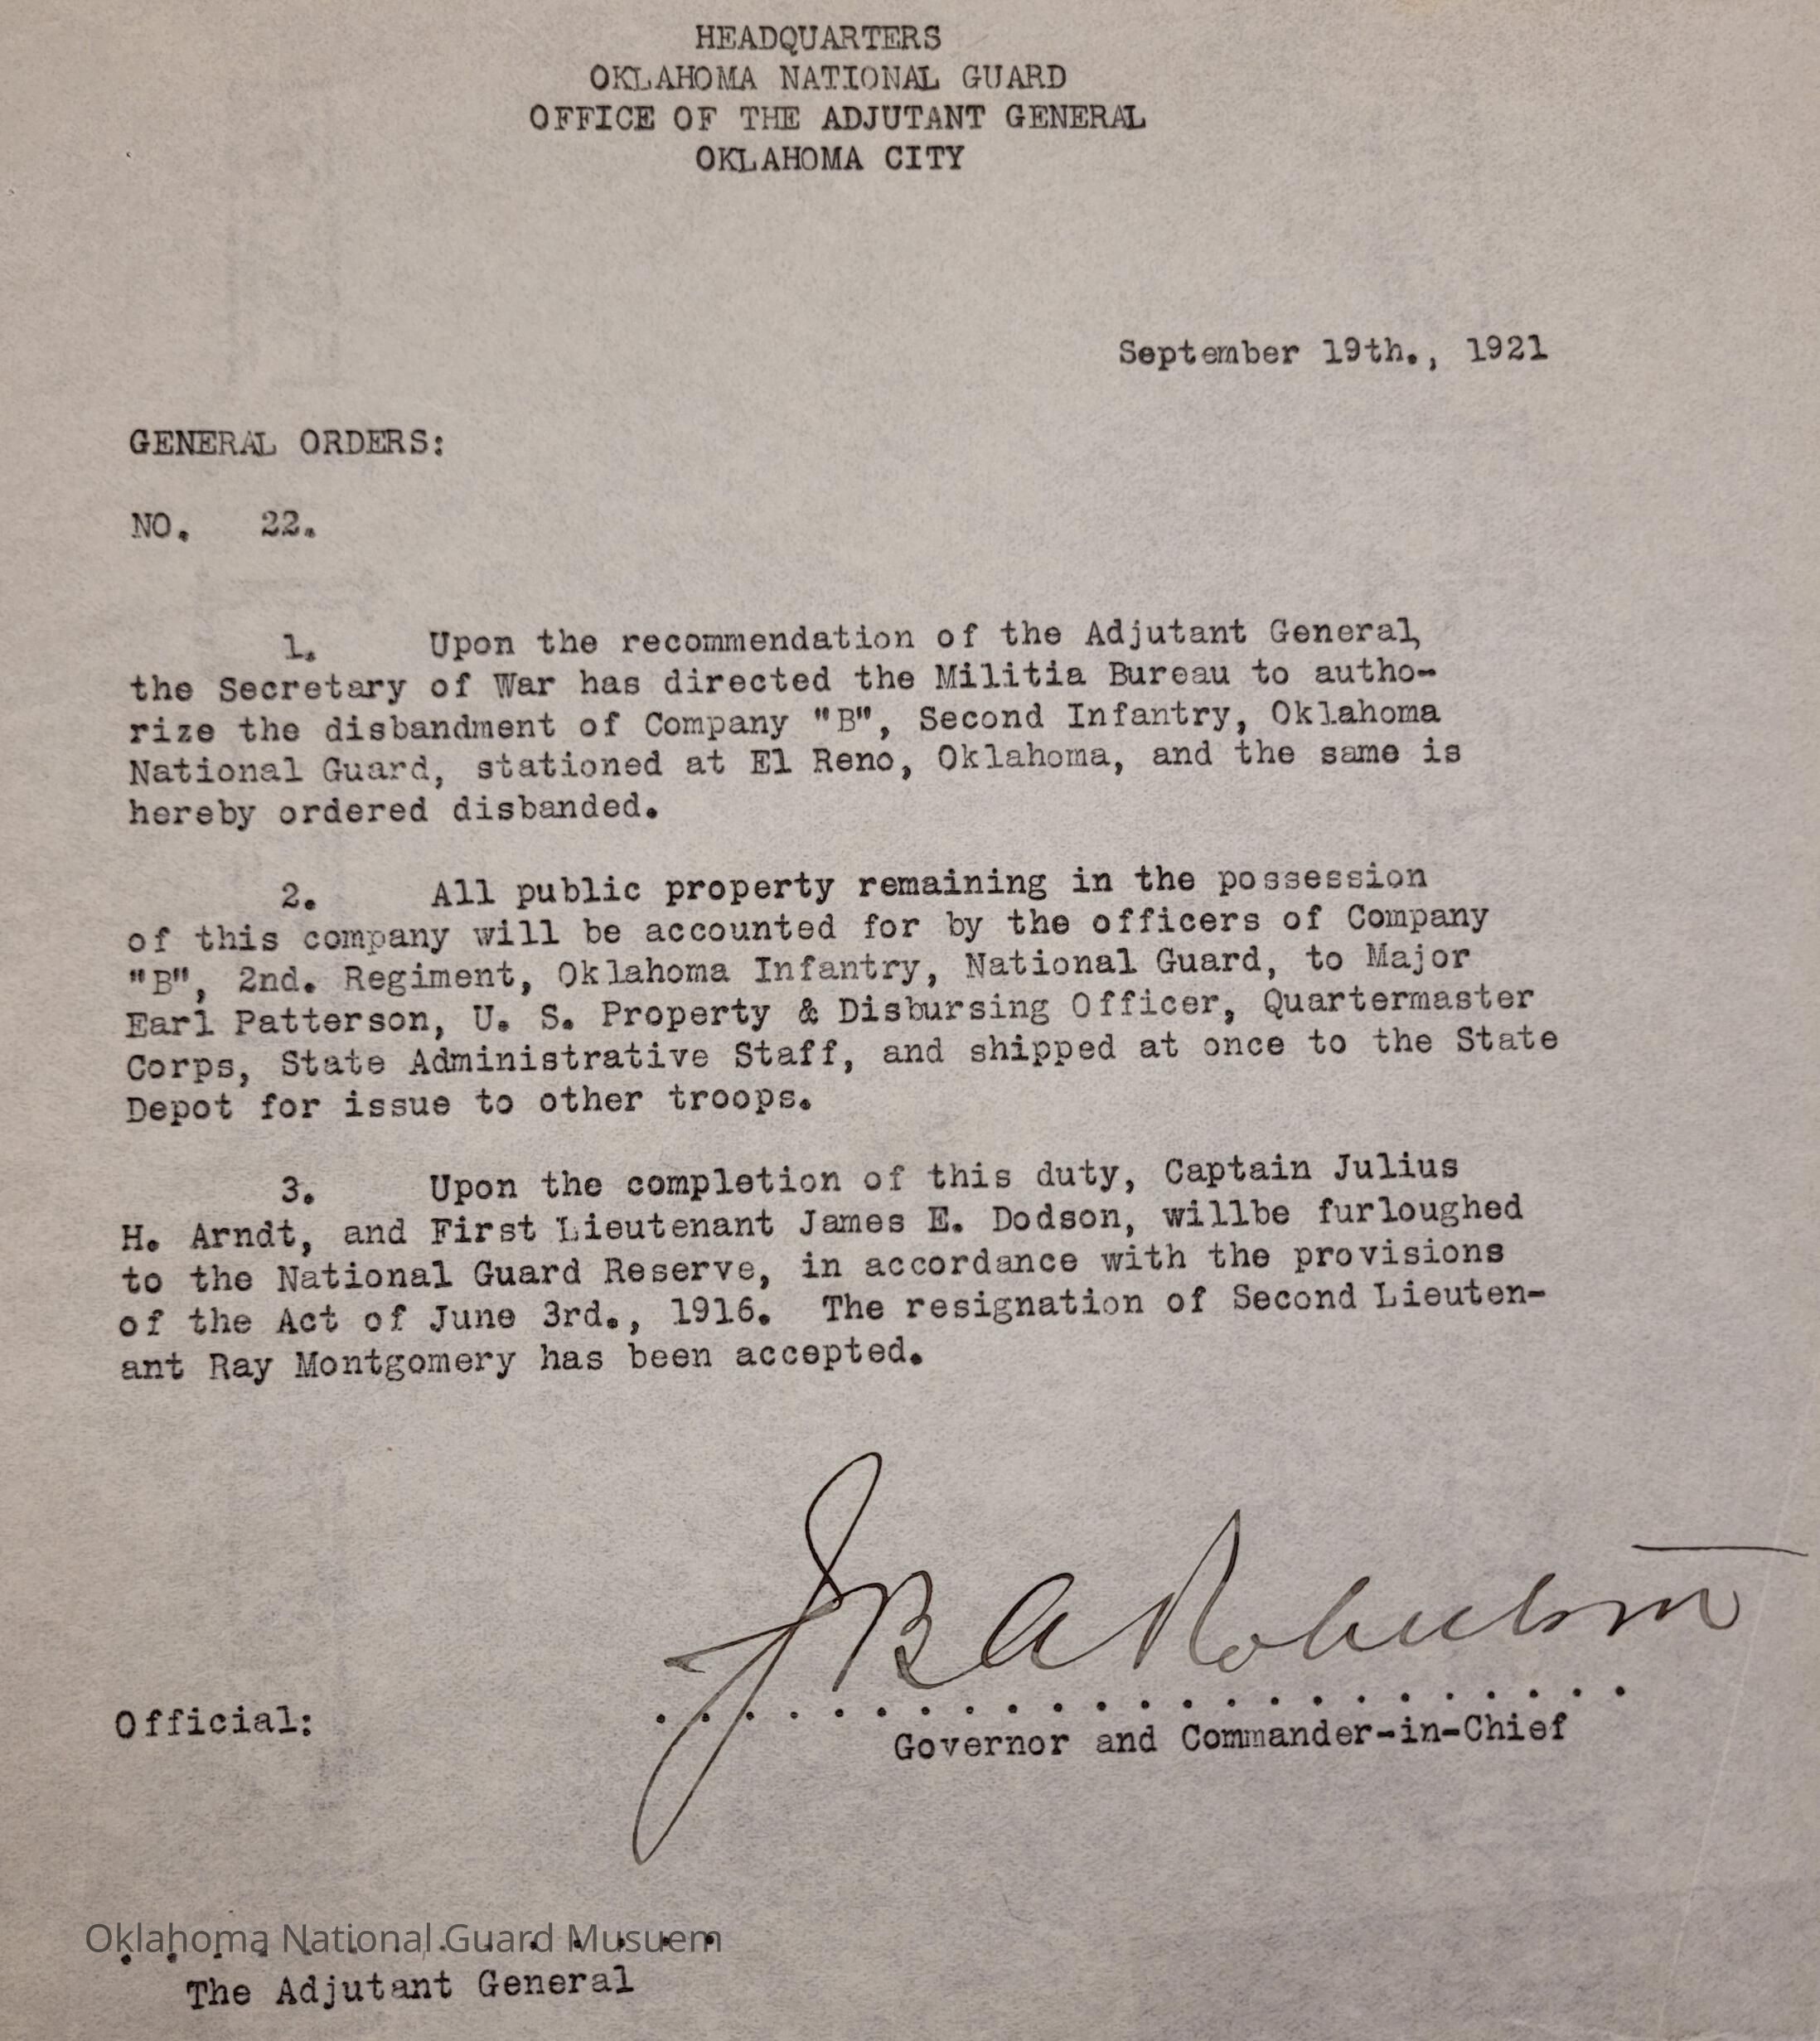 HEADQUARTERS
OKLAHOMA NATIONAL GUARD
OFFICE OF THE ADJUTANT GENERAL
OKLAHOMA CITY
September 19th., 1921
GENERAL ORDERS:
NO. 22.
1. Upon the recommendation of the Adjutant General,
the Secretary of War has directed the Militia Bureau to autho-
rize the disbandment of Company "B", Second Infantry, Oklahoma
National Guard, stationed at El Reno, Oklahoma, and the same is
hereby ordered disbanded.
2. All public property remaining in the possession
of this company will be accounted for by the officers of Company
"B", 2nd. Regiment, Oklahoma Infantry, National Guard, to Major
Earl Patterson, U. S. Property & Disbursing Officer, Quartermaster
Corps, State Administrative Staff, and shipped at once to the State
Depot for issue to other troops.
3. Upon the completion of this duty, Captain Julius
H. Arndt, and First Lieutenant James E. Dodson, willbe furloughed
to the National Guard Reserve, in accordance with the provisions
of the Act of June 3rd., 1916. The resignation of Second Lieuten-
ant Ray Montgomery has been accepted.
J B A Robertson
Official:
Governor and Commander-in-Chief
Oklahoma National Guard Musuem
The Adjutant General